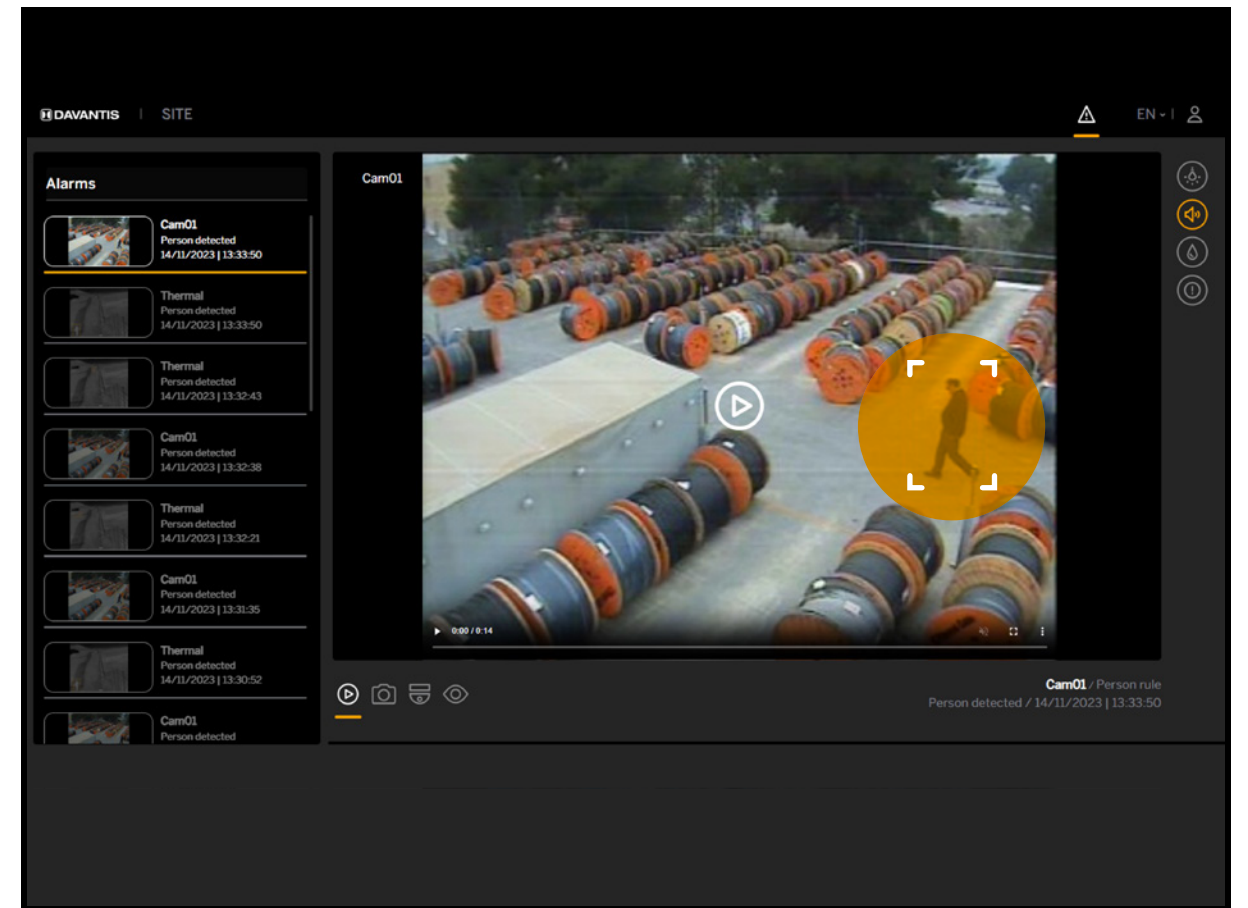 DAVANTIS | SITE
EN
Alarms
Cam01
Person detected
14/11/2023 | 13:33:50
Thermal
Person detected
14/11/2023 | 13:33:50
Thermal
Person detected
14/11/2023 | 13:32:43
Cam01
Person detected
14/11/2023 | 13:32:38
Thermal
Person detected
14/11/2023 | 13:32:21
Cam01
Person detected
14/11/2023 | 13:31:35
Thermal
Person detected
14/11/2023 | 13:30:52
Cam01
Person detected
Cam01
0:00 / 0:14
Cam01 / Person rule
Person detected / 14/11/2023 | 13:33:50